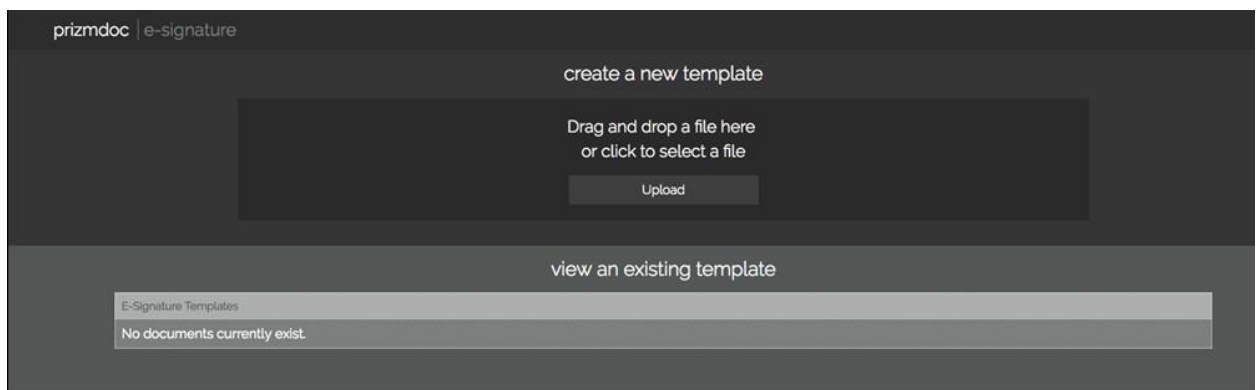 prizmdoc | e-signature
create a new template
Drag and drop a file here
or click to select a file
Upload
view an existing template
E-Signature Templates
No documents currently exist.